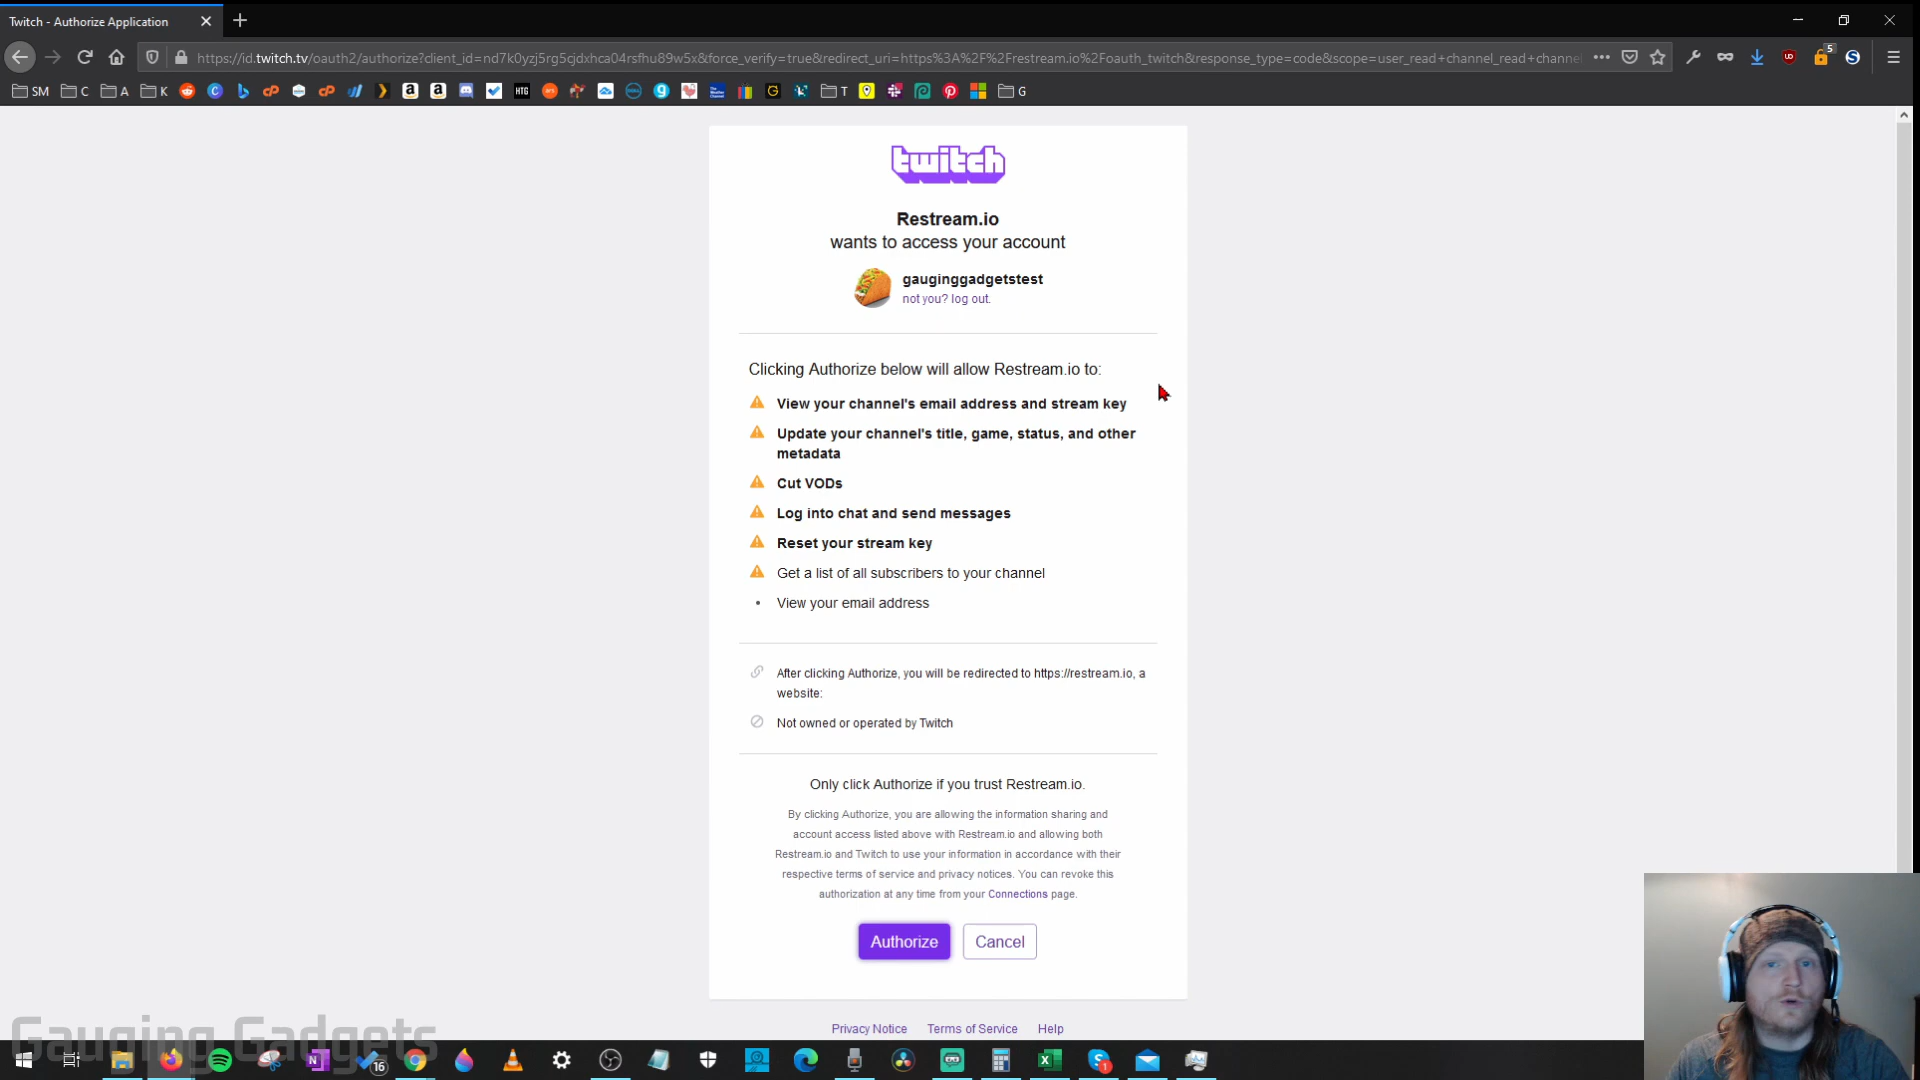 Twitch - Authorize Application
https://id.twitch.tv/oauth2/authorize?client_id=nd7k0yzj5rg5cjdxhca04rsfhu89w5x&force_verify=true&redirect_uri=https%3A%2F%2Frestream.io%2Foauth_twitch&response_type=code&scope=user_read+channel_read+channel
5
SM C A K HTG T G
twitch
Restream.io
wants to access your account
gauginggadgetstest
not you? log out.
Clicking Authorize below will allow Restream.io to:
View your channel's email address and stream key
Update your channel's title, game, status, and other
metadata
Cut VODs
Log into chat and send messages
Reset your stream key
Get a list of all subscribers to your channel
• View your email address
After clicking Authorize, you will be redirected to https://restream.io, a
website:
Not owned or operated by Twitch
Only click Authorize if you trust Restream.io.
By clicking Authorize, you are allowing the information sharing and
account access listed above with Restream.io and allowing both
Restream.io and Twitch to use your information in accordance with their
respective terms of service and privacy notices. You can revoke this
authorization at any time from your Connections page.
Authorize Cancel
Privacy Notice Terms of Service Help
Gauging Gadgets
16
1